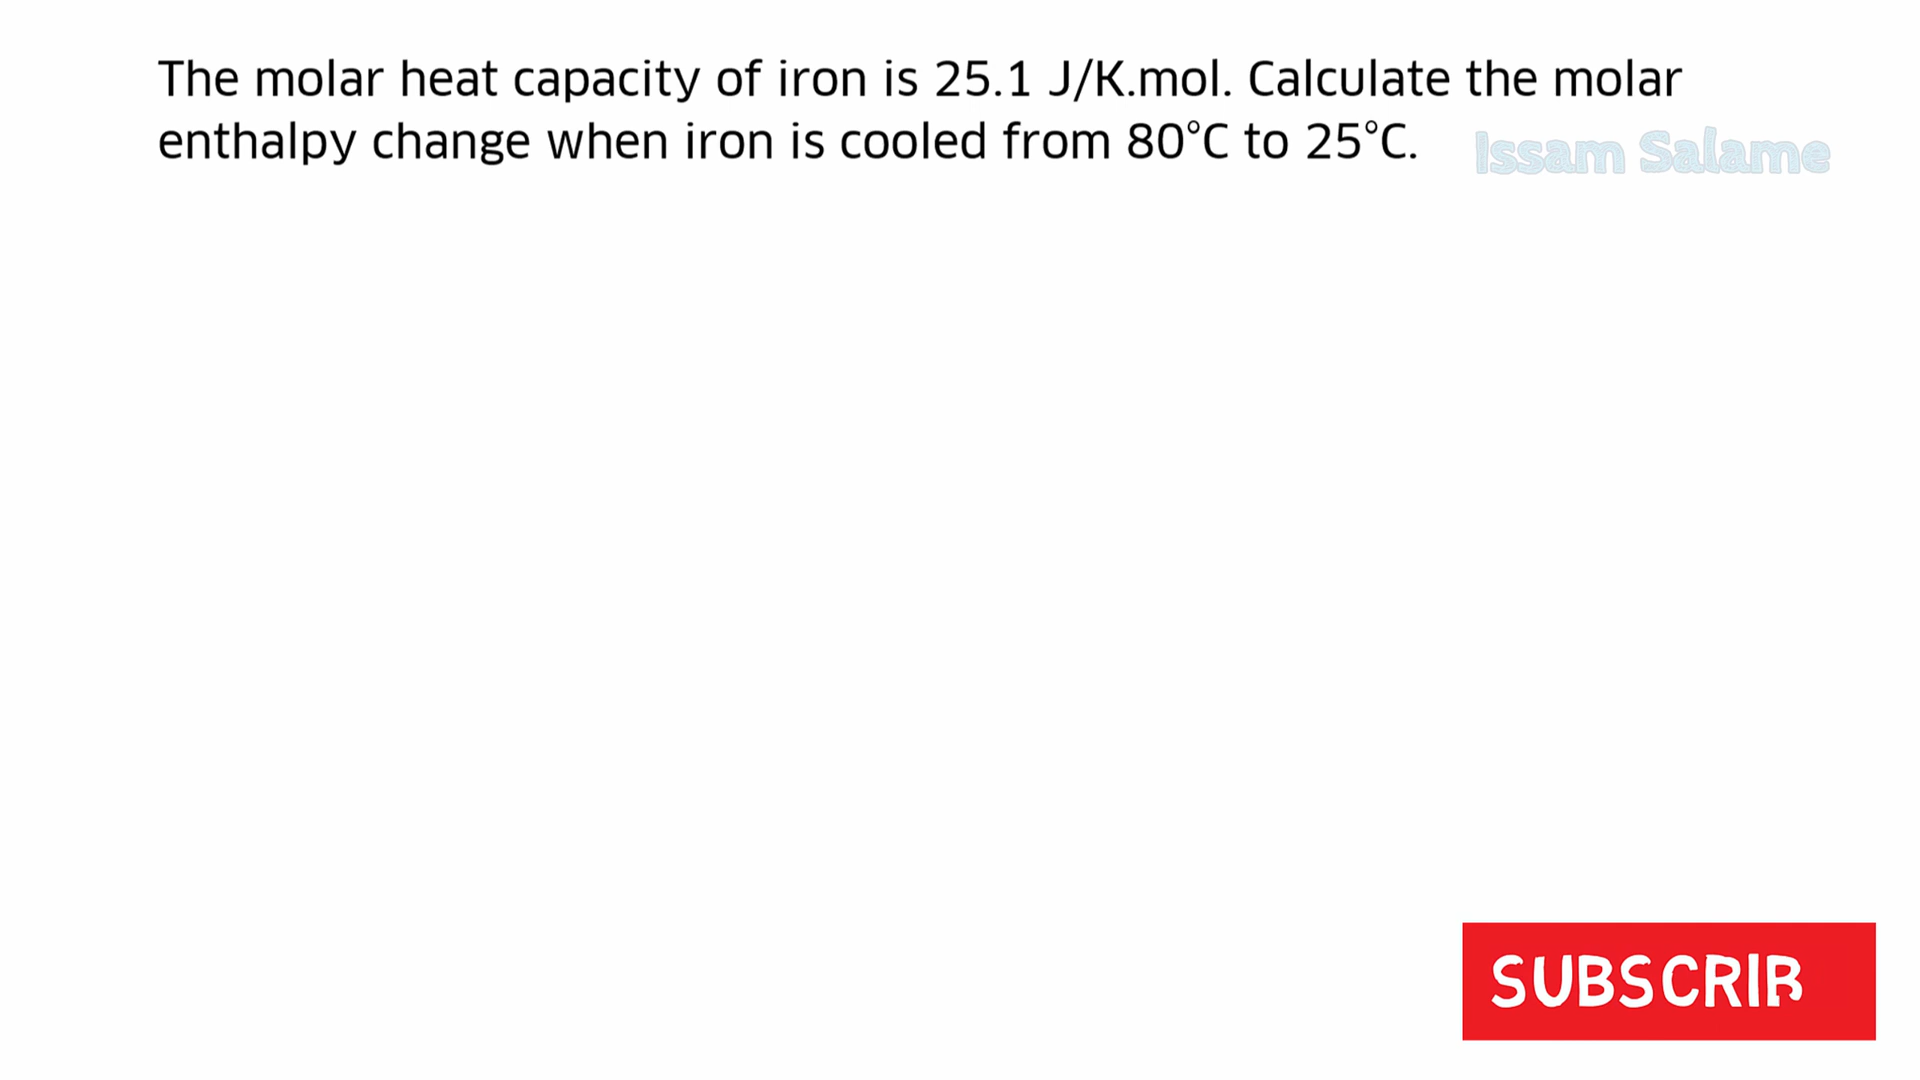 The molar heat capacity of iron is 25.1 J/K.mol. Calculate the molar
enthalpy change when iron is cooled from 80°C to 25°C.
Issam Salame
SUBSCRIB